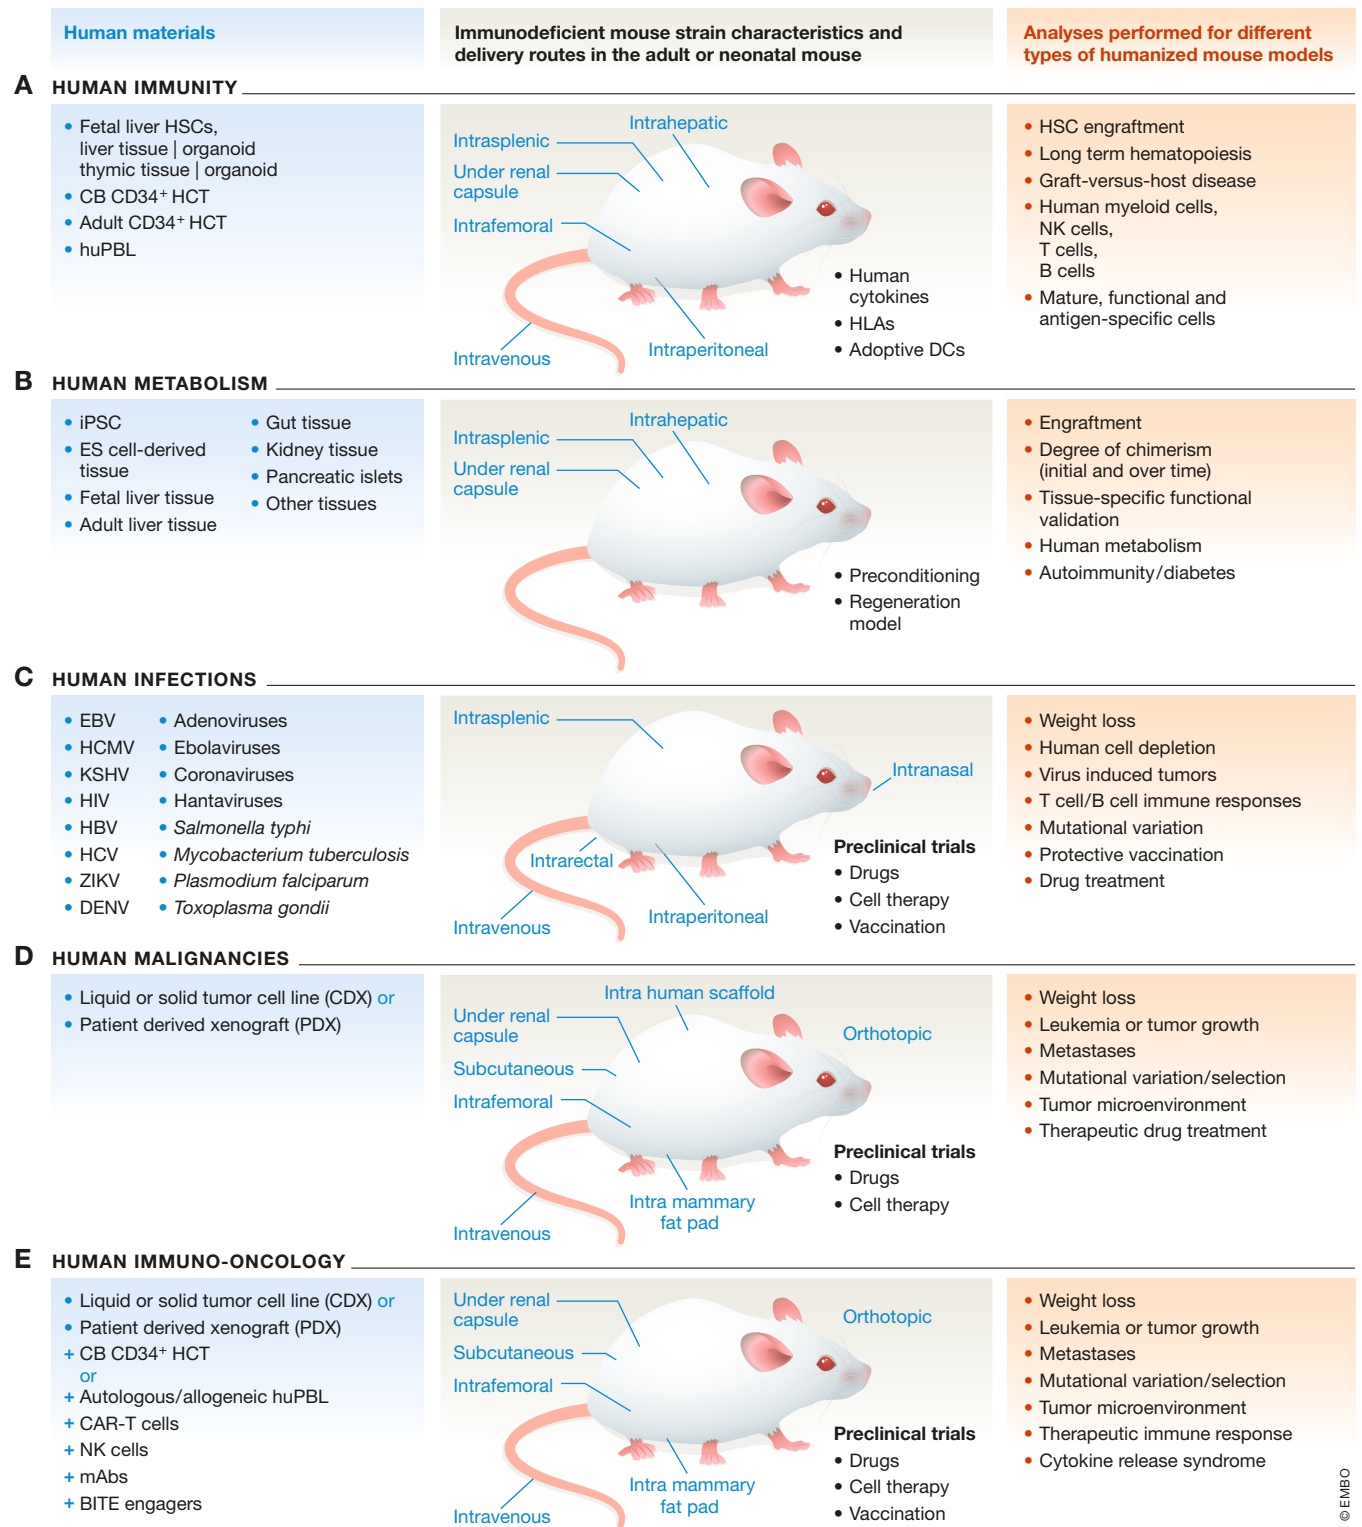 Human materials
Immunodeficient mouse strain characteristics and
delivery routes in the adult or neonatal mouse
Analyses performed for different
types of humanized mouse models
A HUMAN IMMUNITY
• Fetal liver HSCs,
liver tissue | organoid
thymic tissue | organoid
• CB CD34+ HCT
• Adult CD34+ HCT
• huPBL
Intrahepatic
Intrasplenic
Under renal
capsule
Intrafemoral
Intravenous
Intraperitoneal
• Human
cytokines
• HLAs
• Adoptive DCs
• HSC engraftment
• Long term hematopoiesis
• Graft-versus-host disease
• Human myeloid cells,
NK cells,
T cells,
B cells
• Mature, functional and
antigen-specific cells
B HUMAN METABOLISM
• iPSC
• ES cell-derived
tissue
• Fetal liver tissue
• Adult liver tissue
• Gut tissue
• Kidney tissue
• Pancreatic islets
• Other tissues
Intrahepatic
Intrasplenic
Under renal
capsule
• Preconditioning
• Regeneration
model
• Engraftment
• Degree of chimerism
(initial and over time)
• Tissue-specific functional
validation
• Human metabolism
• Autoimmunity/diabetes
C HUMAN INFECTIONS
• EBV
• HCMV
• KSHV
• HIV
• HBV
• HCV
• ZIKV
• DENV
• Adenoviruses
• Ebolaviruses
• Coronaviruses
• Hantaviruses
• Salmonella typhi
• Mycobacterium tuberculosis
• Plasmodium falciparum
• Toxoplasma gondii
Intrasplenic
Intranasal
Intrarectal
Intravenous
Intraperitoneal
Preclinical trials
• Drugs
• Cell therapy
• Vaccination
• Weight loss
• Human cell depletion
• Virus induced tumors
• T cell/B cell immune responses
• Mutational variation
• Protective vaccination
• Drug treatment
D HUMAN MALIGNANCIES
• Liquid or solid tumor cell line (CDX) or
• Patient derived xenograft (PDX)
Intra human scaffold
Under renal
capsule
Orthotopic
Subcutaneous
Intrafemoral
Intra mammary
fat pad
Intravenous
Preclinical trials
• Drugs
• Cell therapy
• Weight loss
• Leukemia or tumor growth
• Metastases
• Mutational variation/selection
• Tumor microenvironment
• Therapeutic drug treatment
E HUMAN IMMUNO-ONCOLOGY
• Liquid or solid tumor cell line (CDX) or
• Patient derived xenograft (PDX)
+ CB CD34+ HCT
or
+ Autologous/allogeneic huPBL
+ CAR-T cells
+ NK cells
+ mAbs
+ BITE engagers
Under renal
capsule
Orthotopic
Subcutaneous
Intrafemoral
Intra mammary
fat pad
Intravenous
Preclinical trials
• Drugs
• Cell therapy
• Vaccination
• Weight loss
• Leukemia or tumor growth
• Metastases
• Mutational variation/selection
• Tumor microenvironment
• Therapeutic immune response
• Cytokine release syndrome
© EMBO